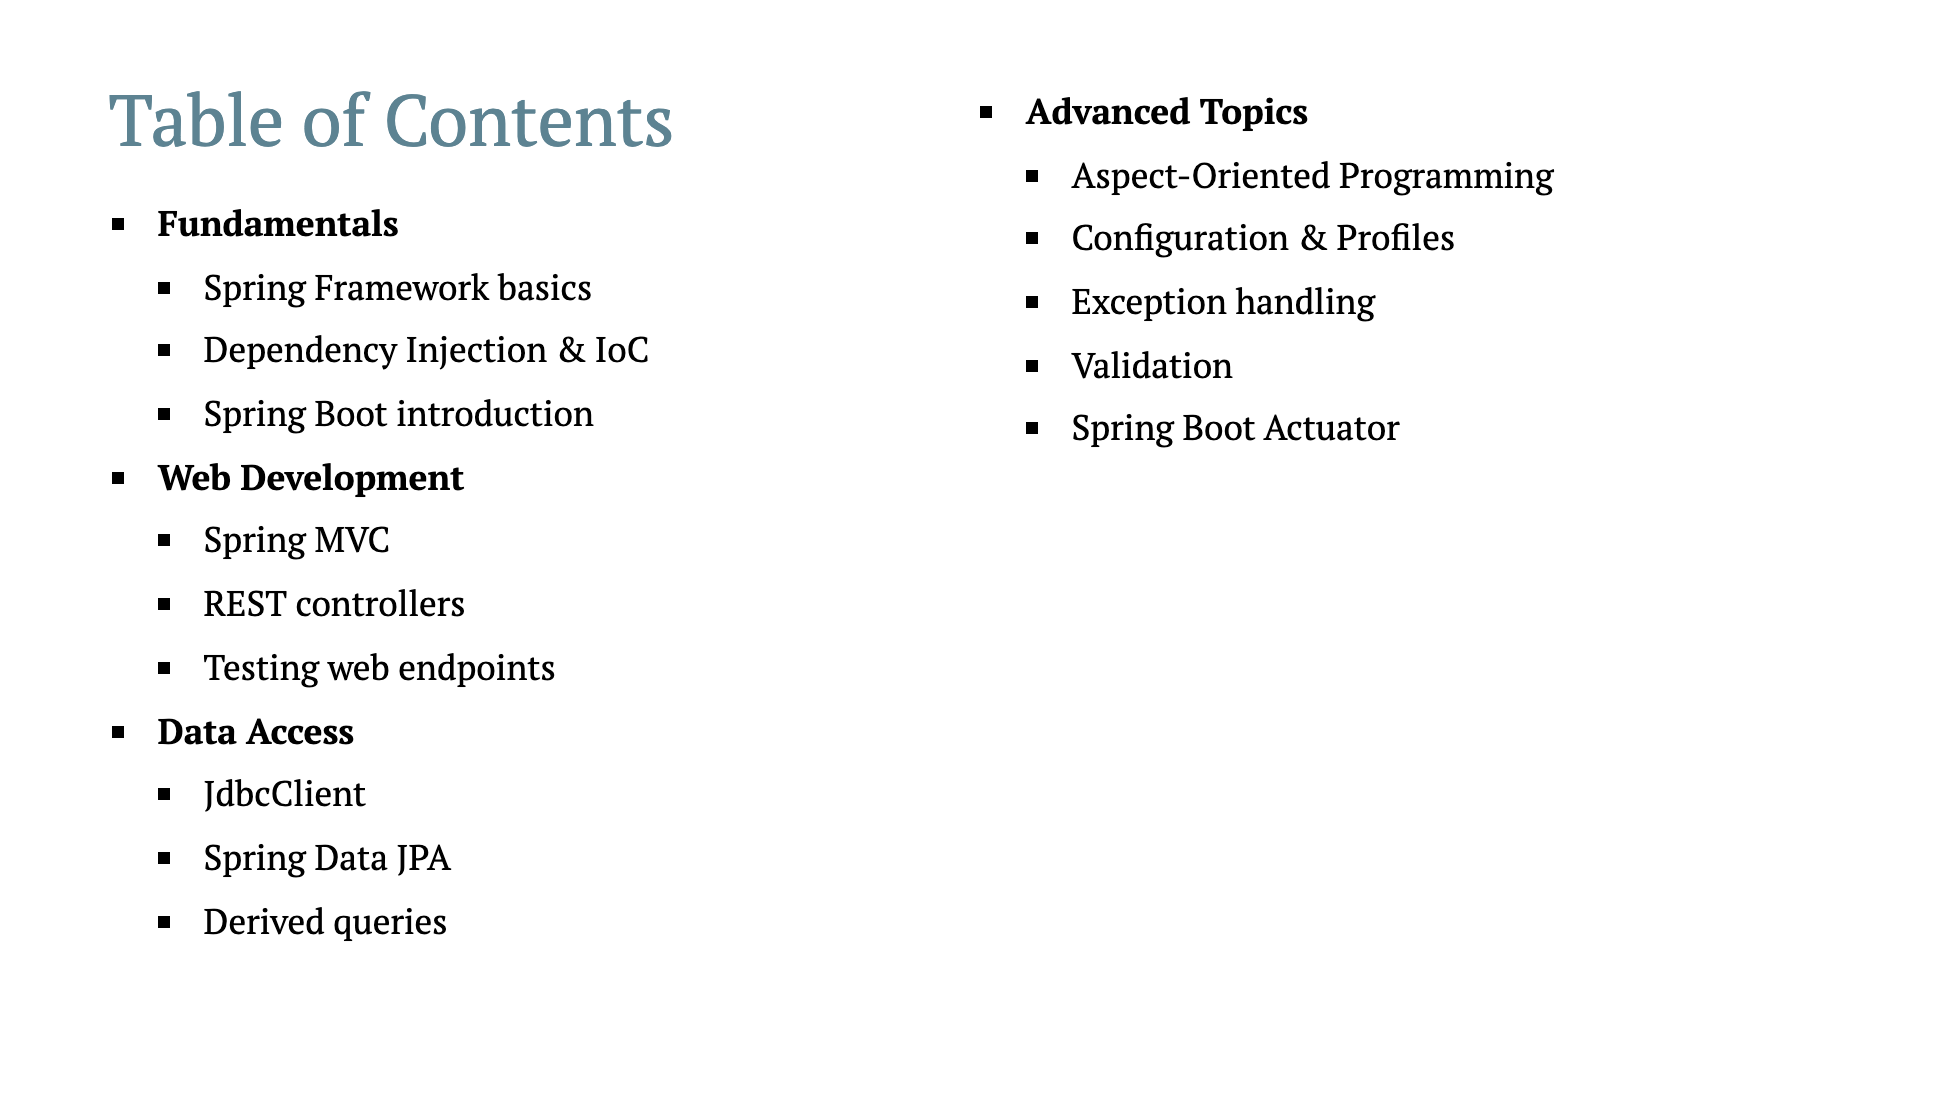 Table of Contents
▪ Fundamentals
▪ Spring Framework basics
▪ Dependency Injection & IoC
▪ Spring Boot introduction
▪ Web Development
▪ Spring MVC
▪ REST controllers
▪ Testing web endpoints
▪ Data Access
▪ JdbcClient
▪ Spring Data JPA
▪ Derived queries
▪ Advanced Topics
▪ Aspect-Oriented Programming
▪ Configuration & Profiles
▪ Exception handling
▪ Validation
▪ Spring Boot Actuator